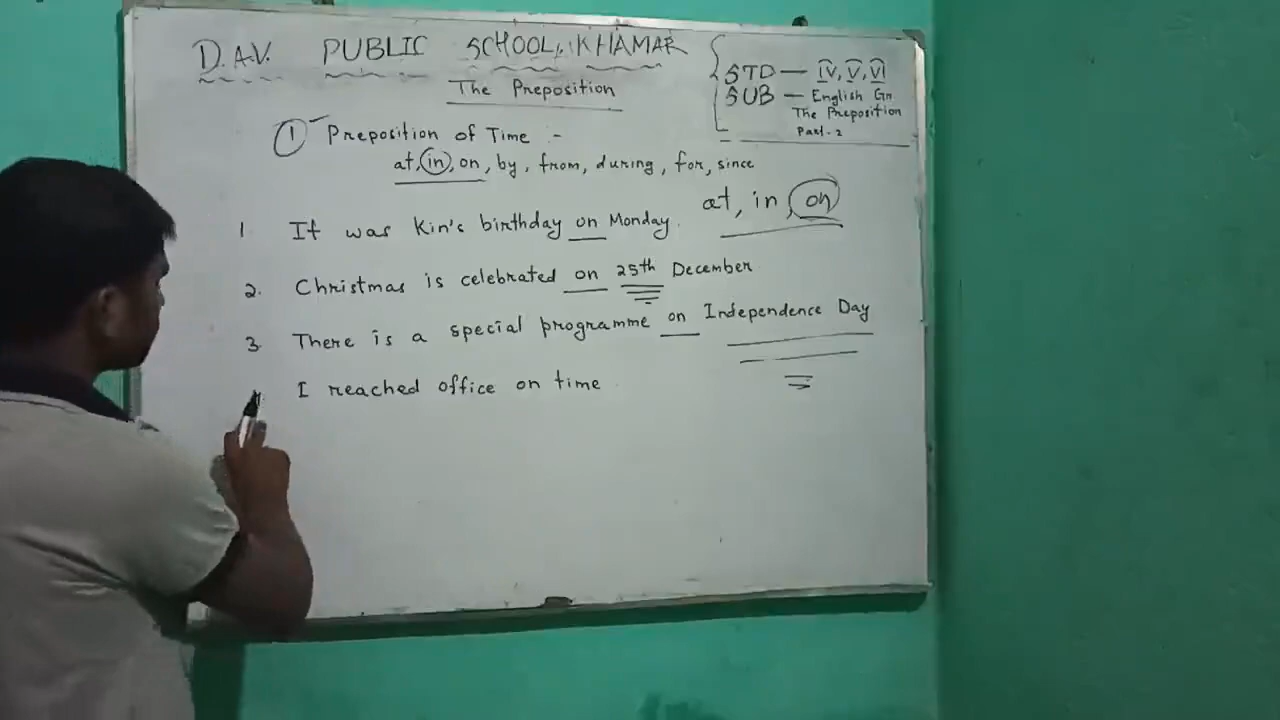 D.A.V. PUBLIC SCHOOL, KHAMAR
The Preposition
STD — IV, V, VI
SUB — English Gr
The Preposition
Part-2
① Preposition of Time :-
at, in, on, by, from, during, for, since
at, in, on
1. It was Kin's birthday on Monday.
2. Christmas is celebrated on 25th December
3. There is a special programme on Independence Day
I reached office on time